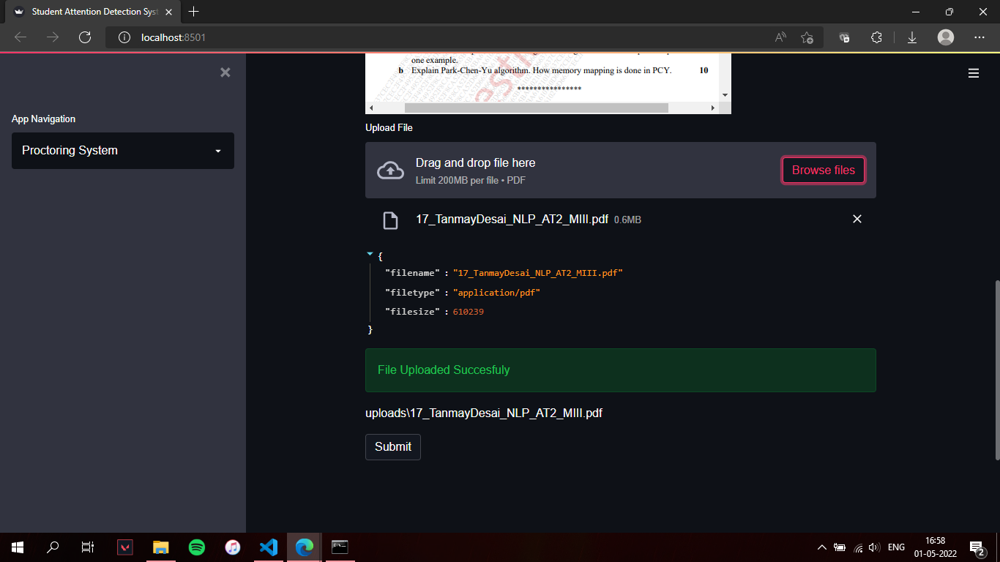 Student Attention Detection Syst
localhost:8501
App Navigation
Proctoring System
one example.
b Explain Park-Chen-Yu algorithm. How memory mapping is done in PCY. 10
****************
Upload File
Drag and drop file here
Limit 200MB per file • PDF
Browse files
17_TanmayDesai_NLP_AT2_MIII.pdf 0.6MB
{
"filename" : "17_TanmayDesai_NLP_AT2_MIII.pdf"
"filetype" : "application/pdf"
"filesize" : 610239
}
File Uploaded Succesfuly
uploads\17_TanmayDesai_NLP_AT2_MIII.pdf
Submit
ENG
16:58
01-05-2022
2